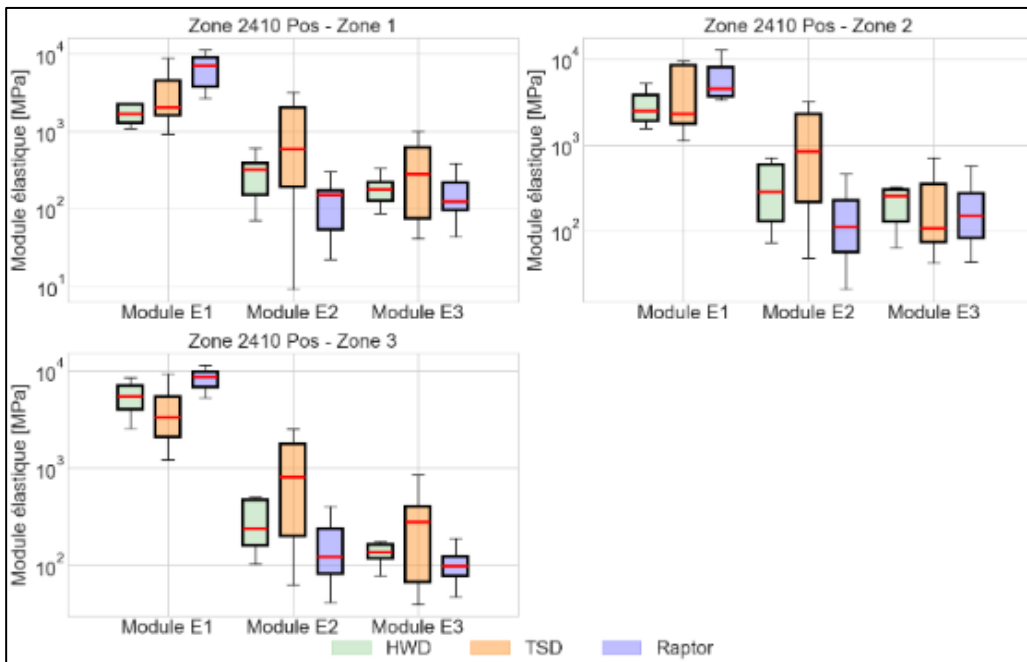 Zone 2410 Pos - Zone 1
Module élastique [MPa]
10⁴
10³
10²
10¹
Module E1 Module E2 Module E3
Zone 2410 Pos - Zone 2
Module élastique [MPa]
10⁴
10³
10²
Module E1 Module E2 Module E3
Zone 2410 Pos - Zone 3
Module élastique [MPa]
10⁴
10³
10²
Module E1 Module E2 Module E3
HWD TSD Raptor